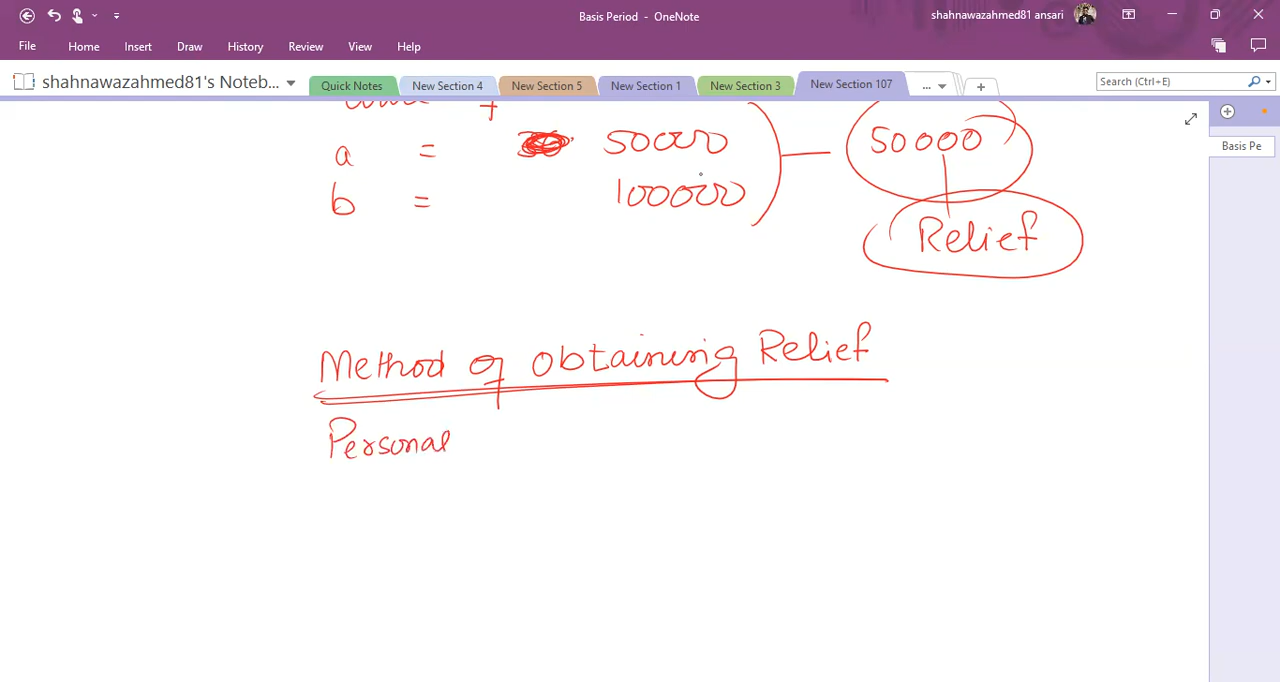 Basis Period - OneNote
shahnawazahmed81 ansari
File Home Insert Draw History Review View Help
shahnawazahmed81's Noteb... Quick Notes New Section 4 New Section 5 New Section 1 New Section 3 New Section 107 ... + Search (Ctrl+E)
Basis Pe
a = 50000 50000
b = 100000
Relief
Method of Obtaining Relief
Personal